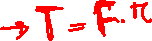 → T = F. π